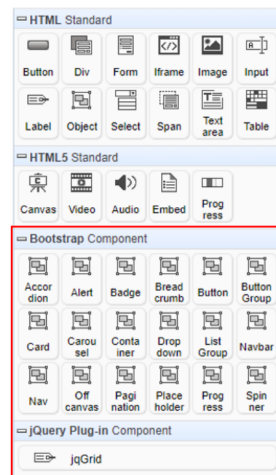 HTML Standard
Button Div Form Iframe Image Input
Label Object Select Span Text area Table
HTML5 Standard
Canvas Video Audio Embed Prog ress
Bootstrap Component
Accor dion Alert Badge Bread crumb Button Button Group
Card Carou sel Conta iner Drop down List Group Navbar
Nav Off canvas Pagi nation Place holder Prog ress Spin ner
jQuery Plug-in Component
jqGrid